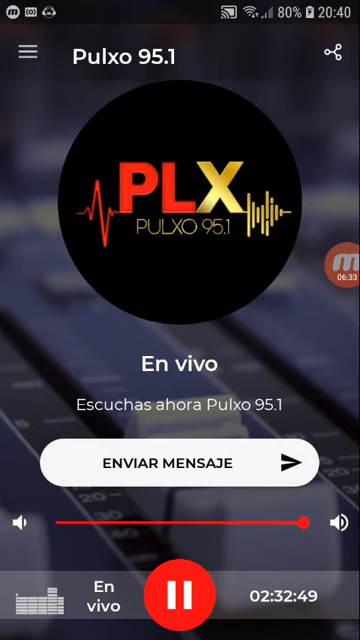 80% 20:40
Pulxo 95.1
PLX
PULXO 95.1
06:33
En vivo
Escuchas ahora Pulxo 95.1
ENVIAR MENSAJE
En
vivo
02:32:49